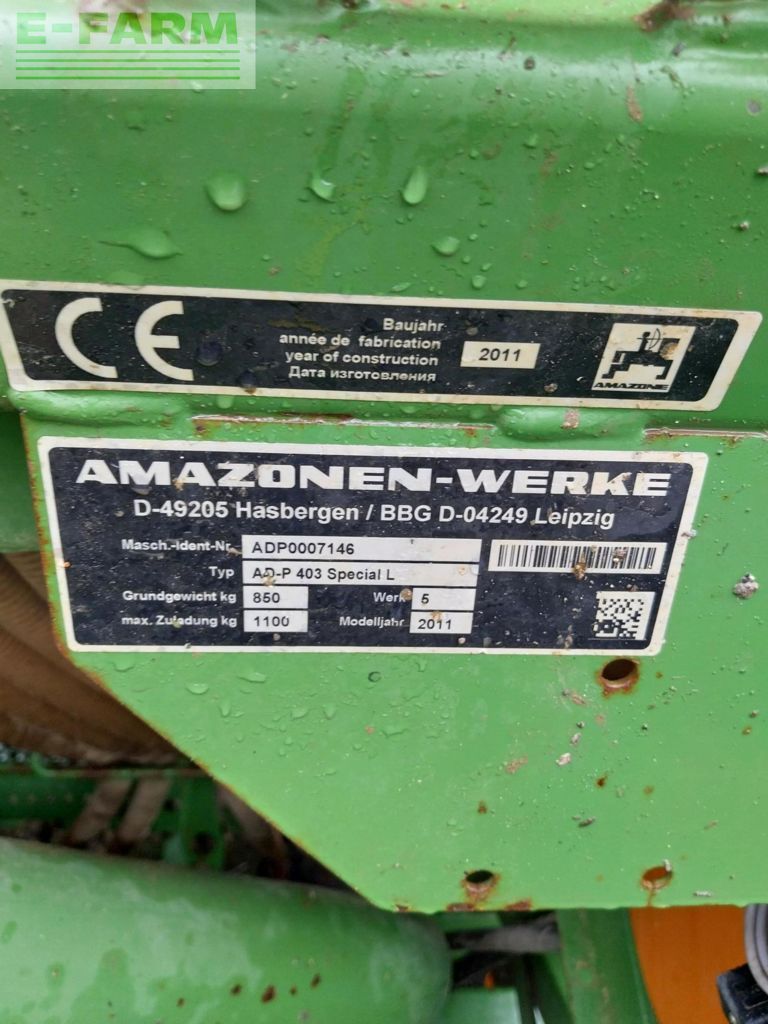 E-FARM
Baujahr
année de fabrication
year of construction
Дата изготовления
2011
AMAZONE
AMAZONEN-WERKE
D-49205 Hasbergen / BBG D-04249 Leipzig
Masch.-Ident-Nr. ADP0007146
Typ AD-P 403 Special L
Grundgewicht kg 850 Werk 5
max. Zuladung kg 1100 Modelljahr 2011